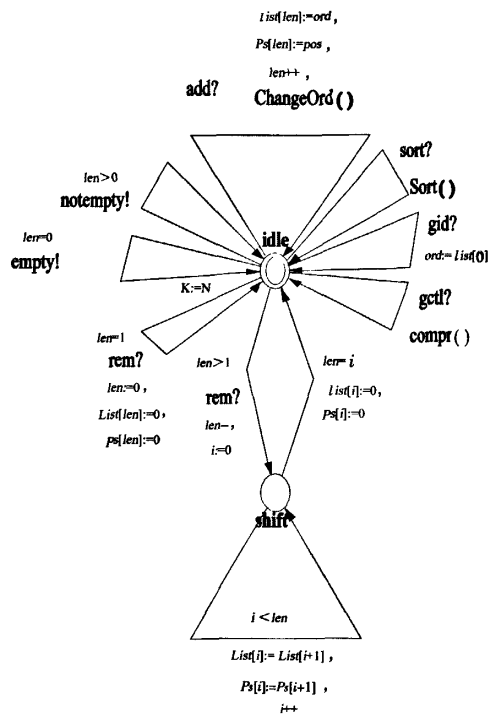 list[len]:=ord,
Ps[len]:=pos,
len++,
add?
ChangeOrd()
sort?
Sort()
len>0
notempty!
gid?
ord:=list[0]
len=0
empty!
idle
K:=N
gctl?
compr()
len=1
rem?
len:=0,
List[len]:=0,
ps[len]:=0
len>1
rem?
len--,
i:=0
len=i
list[i]:=0,
Ps[i]:=0
shift
i<len
List[i]:=List[i+1],
Ps[i]:=Ps[i+1],
i++